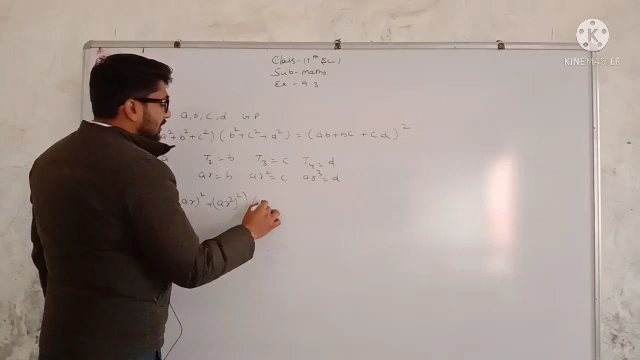 KINEMASTER
Class - 11th
Sub - maths
Ex - 9.3
a, b, c, d in P
a²+b²+c²) (b²+c²+d²) = (ab+bc+cd)²
T₂ = b T₃ = c T₄ = d
ar = b ar² = c ar³ = d
ar)² + (ar²)²)